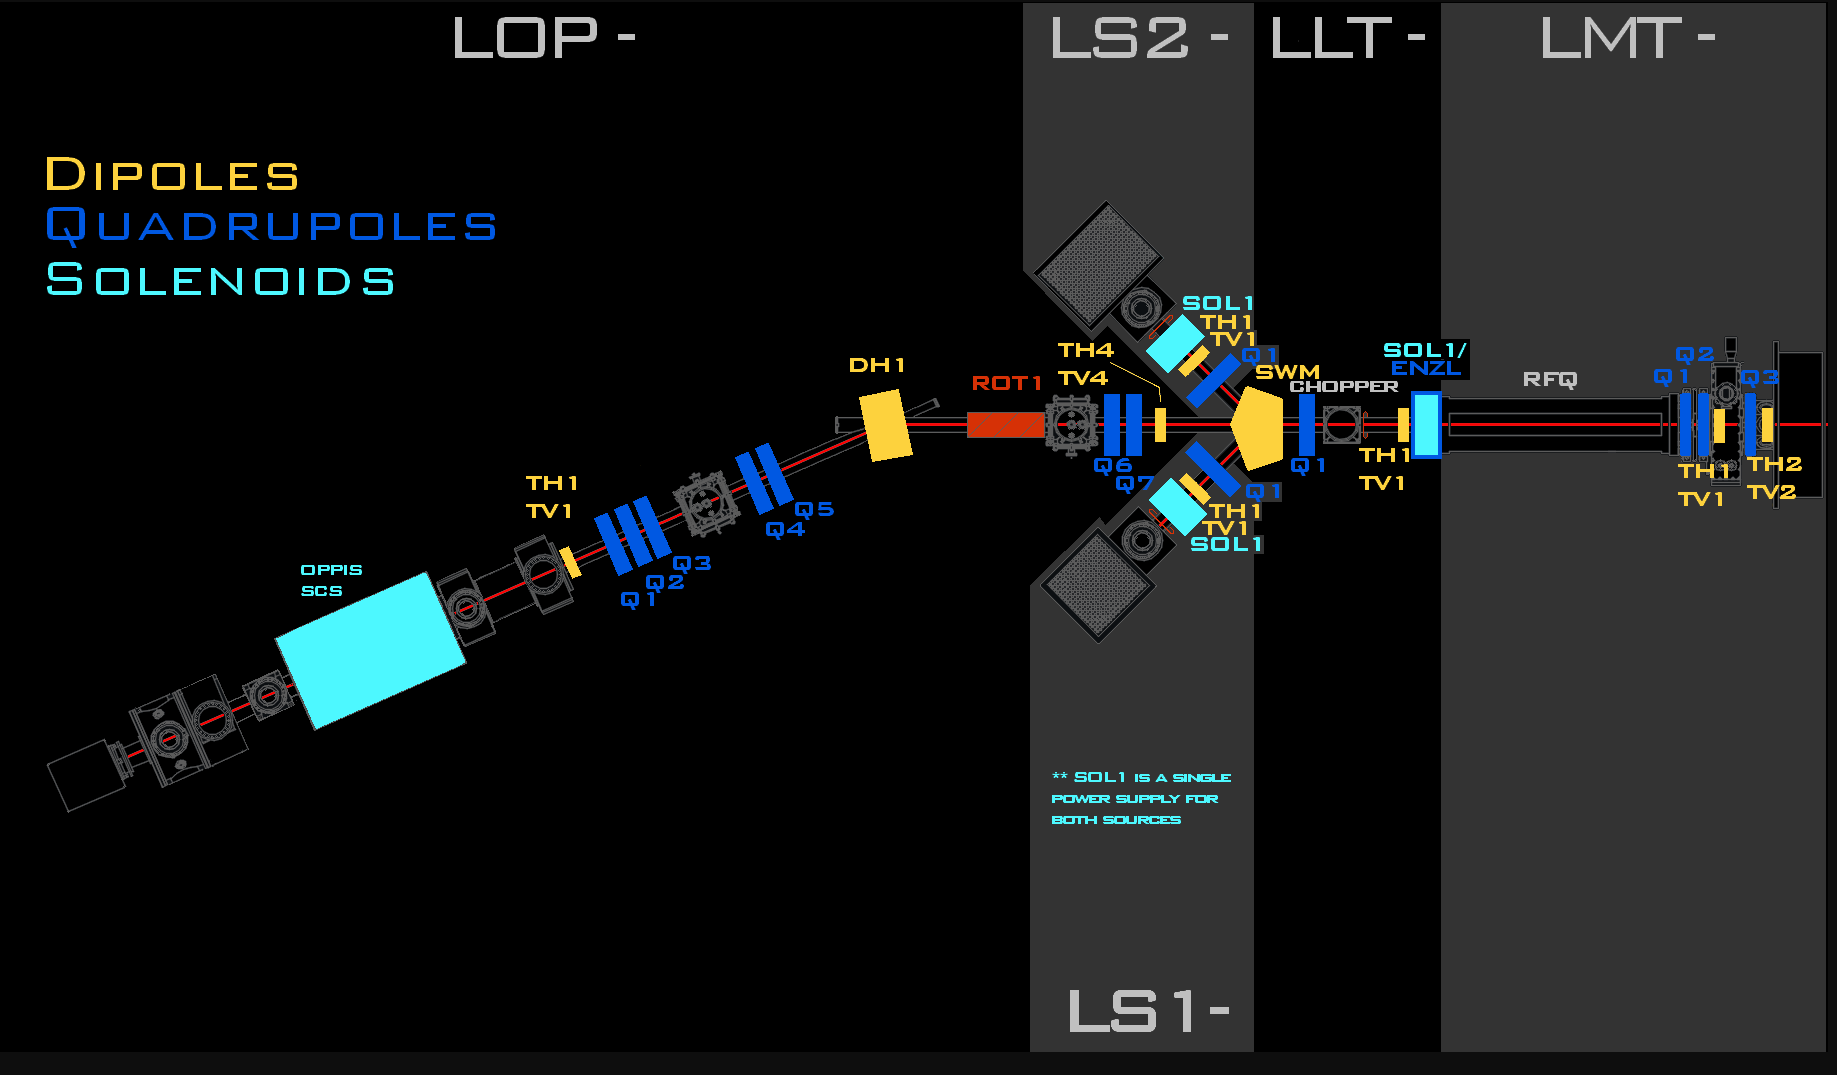 LOP -
LS2 -
LLT -
LMT -
DIPOLES
QUADRUPOLES
SOLENOIDS
SOL1
TH1
TV1
Q1
SWM
CHOPPER
TH4
TV4
DH1
ROT1
SOL1/
ENZL
RFQ
Q2
Q1
Q3
Q6
Q7
Q1
TH1
TV1
TH1
TV1
TH2
TV2
Q1
TH1
TV1
SOL1
TH1
TV1
Q5
Q4
Q3
Q2
Q1
OPPIS
SCS
** SOL1 IS A SINGLE
POWER SUPPLY FOR
BOTH SOURCES
LS1-